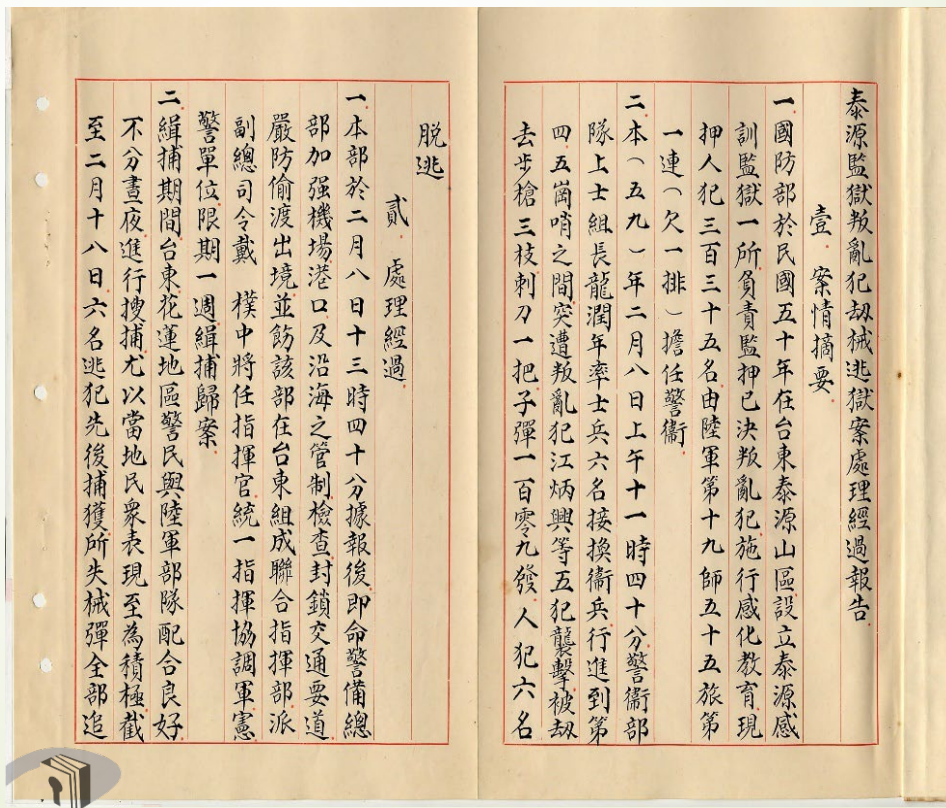 泰源監獄叛亂犯刼械逃獄案處理經過報告.
壹.案情摘要.
一.國防部於民國五十年在台東泰源山區設立泰源感
訓監獄一所.負責監押已決叛亂犯.施行感化教育.現
押人犯三百三十五名.由陸軍第十九師五十五旅第
一連（欠一排）擔任警衞.
二.本（五九）年二月八日上午十一時四十分警衞部
隊上士組長龍潤年率士兵六名接換衞兵.行進到第
四.五崗哨之間.突遭叛亂犯江炳興等五犯襲擊.被刼
去步槍三枝.刺刀一把.子彈一百零九發.人犯六名
脫逃.
貳.處理經過.
一.本部於二月八日十三時四十分據報後.即命警備總
部加强機場.港口.及沿海之管制檢查.封鎖交通要道.
嚴防偷渡出境.並飭該部在台東組成聯合指揮部.派
副總司令戴 樸中將任指揮官.統一指揮協調軍憲
警單位.限期一週緝捕歸案.
二.緝捕期間.台東花蓮地區警民與陸軍部隊配合良好.
不分晝夜進行搜捕.尤以當地民衆表現至為積極.截
至二月十八日.六名逃犯先後捕獲.所失械彈全部追